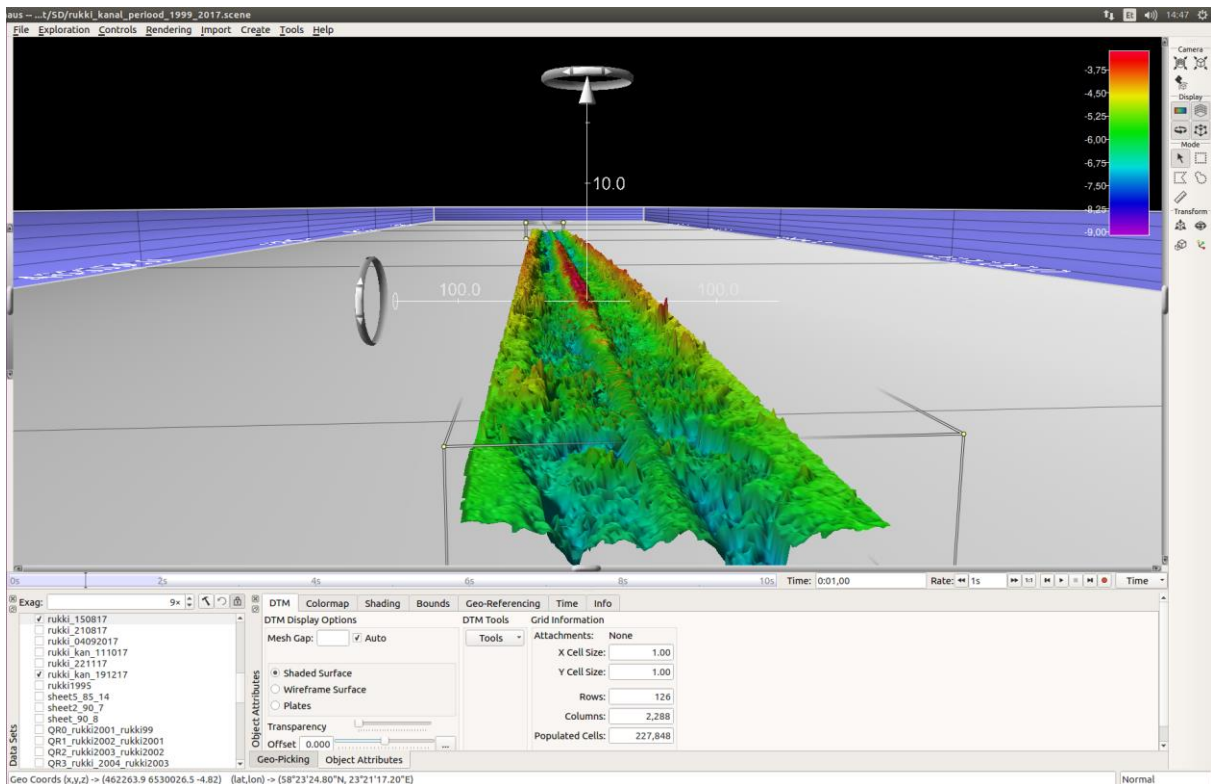 aus -- ...t/SD/rukki_kanal_periood_1999_2017.scene
Et
14:47
File Exploration Controls Rendering Import Create Tools Help
Camera
Display
Mode
Transform
-3,75
-4,50
-5,25
-6,00
-6,75
-7,50
-8,25
-9,00
10.0
100.0
100.0
0s 2s 4s 6s 8s 10s Time: 0:01,00 Rate: 1s 1:1 Time
Exag: 9×
rukki_150817
rukki_210817
rukki_04092017
rukki_kan_111017
rukki_221117
rukki_kan_191217
rukki1995
sheet5_85_14
sheet2_90_7
sheet_90_8
QR0_rukki2001_rukki99
QR1_rukki2002_rukki2001
QR2_rukki2003_rukki2002
QR3_rukki_2004_rukki2003
Data Sets
Object Attributes
DTM Colormap Shading Bounds Geo-Referencing Time Info
DTM Display Options DTM Tools Grid Information
Mesh Gap: Auto Tools Attachments: None
X Cell Size: 1.00
Shaded Surface Y Cell Size: 1.00
Wireframe Surface Rows: 126
Plates Columns: 2,288
Transparency Populated Cells: 227,848
Offset 0.000 ...
Geo-Picking Object Attributes
Geo Coords (x,y,z) -> (462263.9 6530026.5 -4.82) (lat,lon) -> (58°23'24.80"N, 23°21'17.20"E) Normal